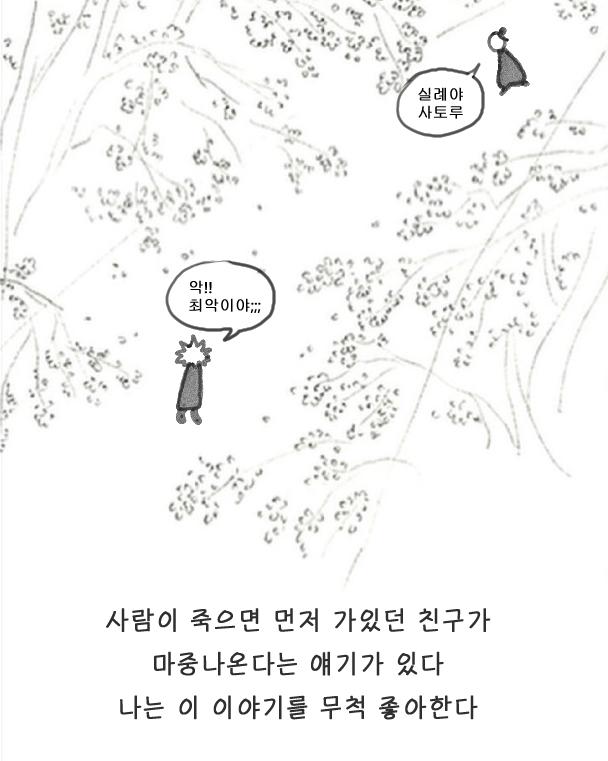 실례야
사토루
악!!
최악이야;;;
사람이 죽으면 먼저 가있던 친구가
마중나온다는 얘기가 있다
나는 이 이야기를 무척 좋아한다